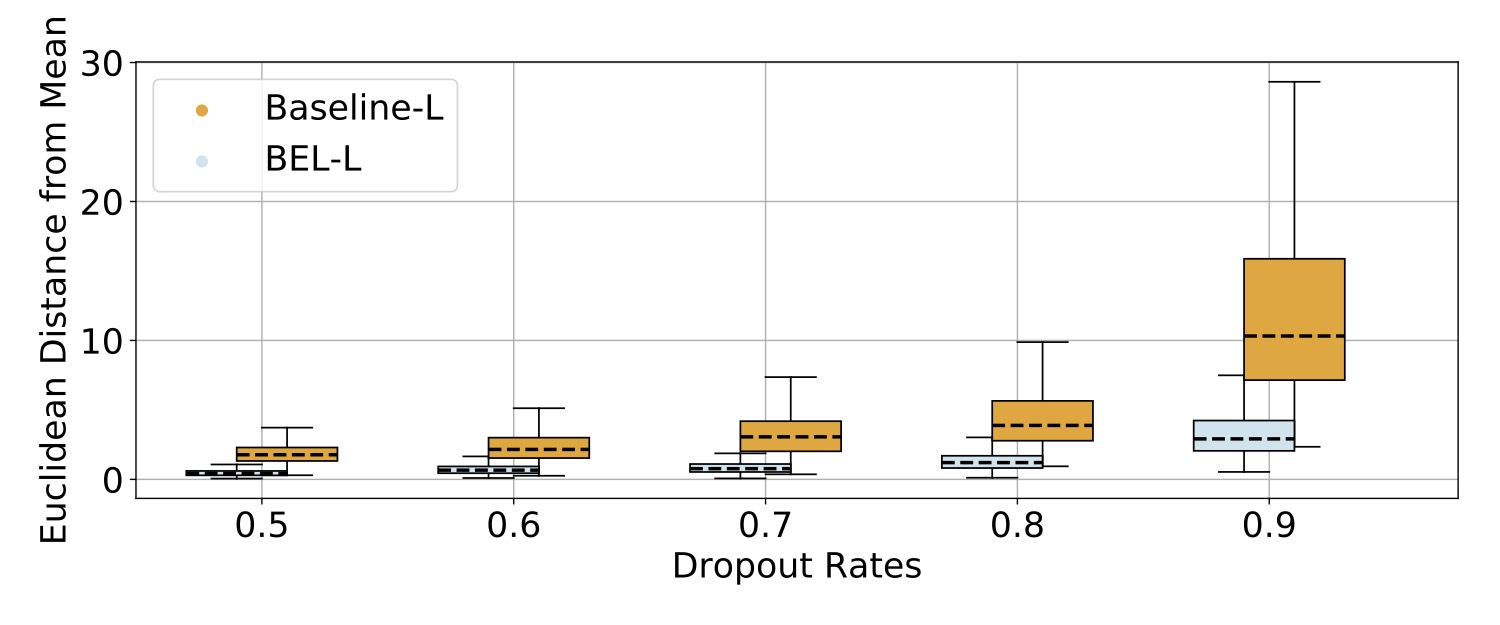 Euclidean Distance from Mean
30
20
10
0
Baseline-L
BEL-L
0.5 0.6 0.7 0.8 0.9
Dropout Rates